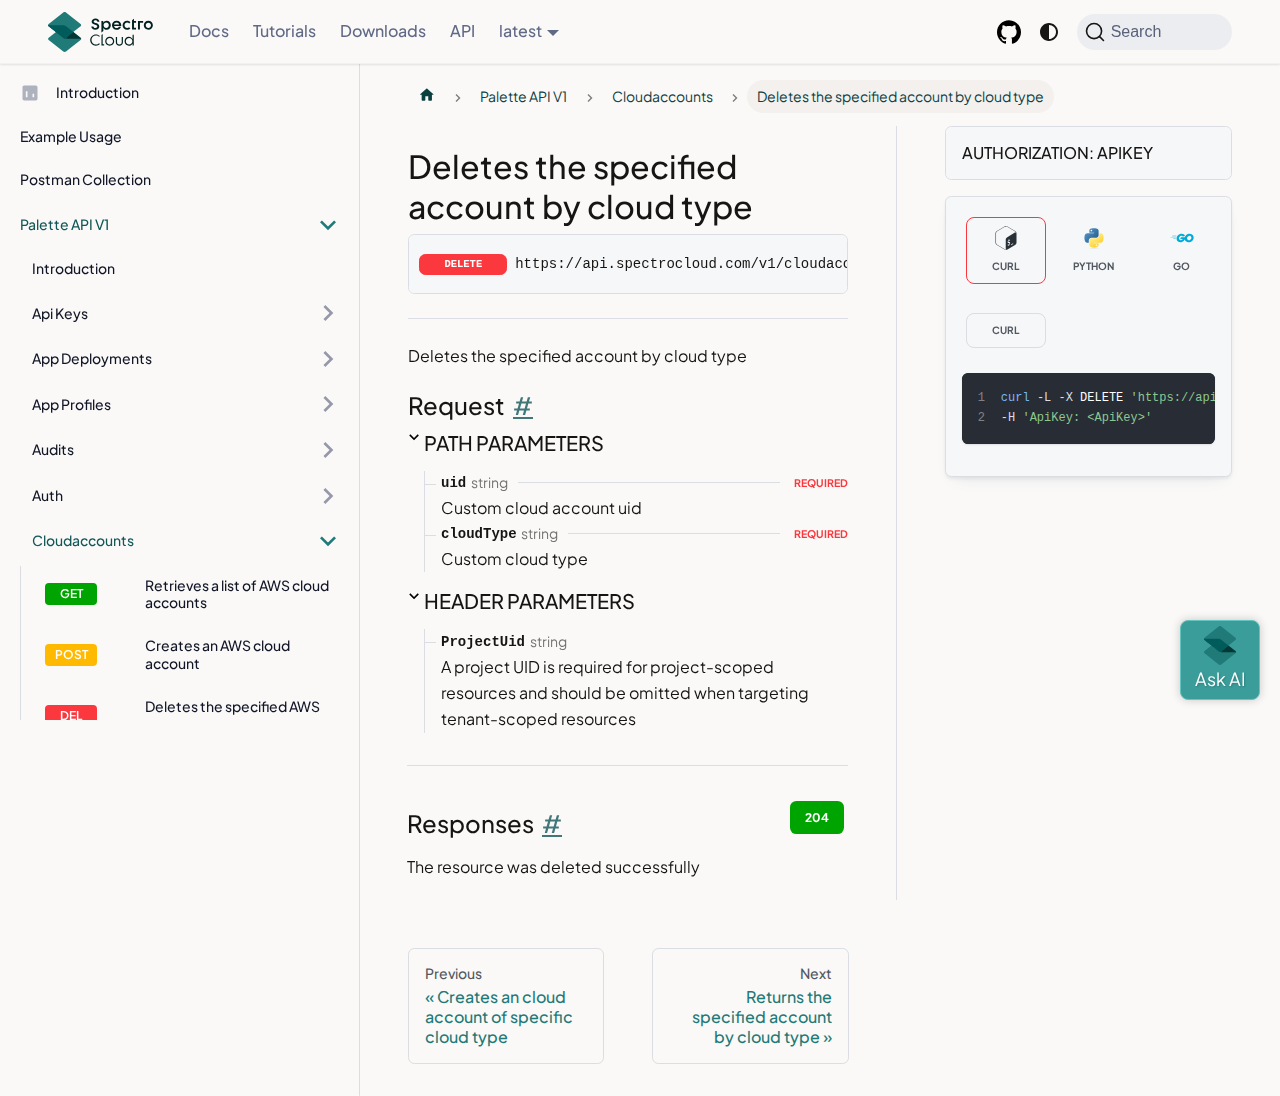 Spectro
Cloud
Docs
Tutorials
Downloads
API
latest
Search
Introduction
Example Usage
Postman Collection
Palette API V1
Introduction
Api Keys
App Deployments
App Profiles
Audits
Auth
Cloudaccounts
GET
Retrieves a list of AWS cloud
accounts
POST
Creates an AWS cloud
account
DEL
Deletes the specified AWS
Palette API V1
Cloudaccounts
Deletes the specified account by cloud type
Deletes the specified
account by cloud type
DELETE
https://api.spectrocloud.com/v1/cloudacc
Deletes the specified account by cloud type
Request #
PATH PARAMETERS
uid string
REQUIRED
Custom cloud account uid
cloudType string
REQUIRED
Custom cloud type
HEADER PARAMETERS
ProjectUid string
A project UID is required for project-scoped
resources and should be omitted when targeting
tenant-scoped resources
Responses #
204
The resource was deleted successfully
Previous
« Creates an cloud
account of specific
cloud type
Next
Returns the
specified account
by cloud type »
AUTHORIZATION: APIKEY
CURL
PYTHON
GO
CURL
1 curl -L -X DELETE 'https://api
2 -H 'ApiKey: <ApiKey>'
Ask AI